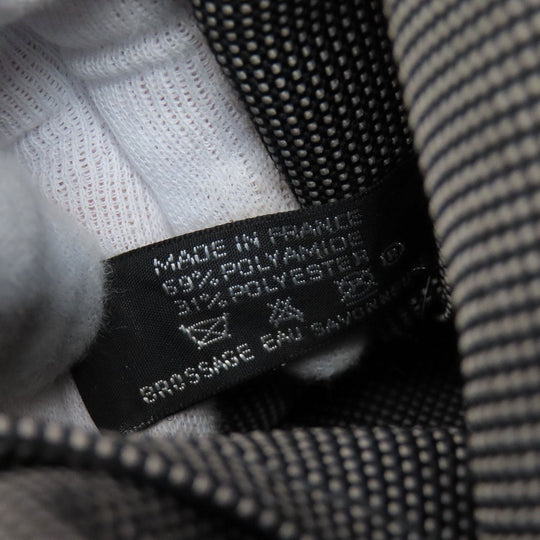 MADE IN FRANCE
69% POLYAMIDE
31% POLYESTER
BROSSAGE EAU SAVONNEUSE